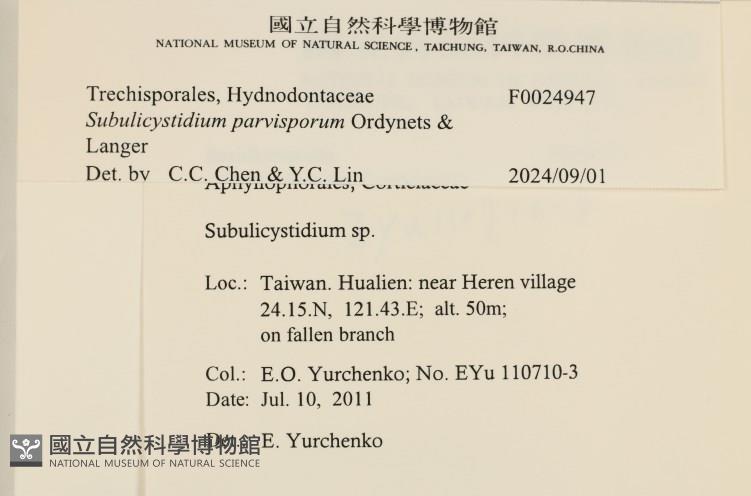 國立自然科學博物館
NATIONAL MUSEUM OF NATURAL SCIENCE, TAICHUNG, TAIWAN, R.O.CHINA
Trechisporales, Hydnodontaceae F0024947
Subulicystidium parvisporum Ordynets &
Langer
Det. by C.C. Chen & Y.C. Lin 2024/09/01
Aphyllophorales, Corticiaceae
Subulicystidium sp.
Loc.: Taiwan. Hualien: near Heren village
24.15.N, 121.43.E; alt. 50m;
on fallen branch
Col.: E.O. Yurchenko; No. EYu 110710-3
Date: Jul. 10, 2011
E. Yurchenko
國立自然科學博物館
NATIONAL MUSEUM OF NATURAL SCIENCE